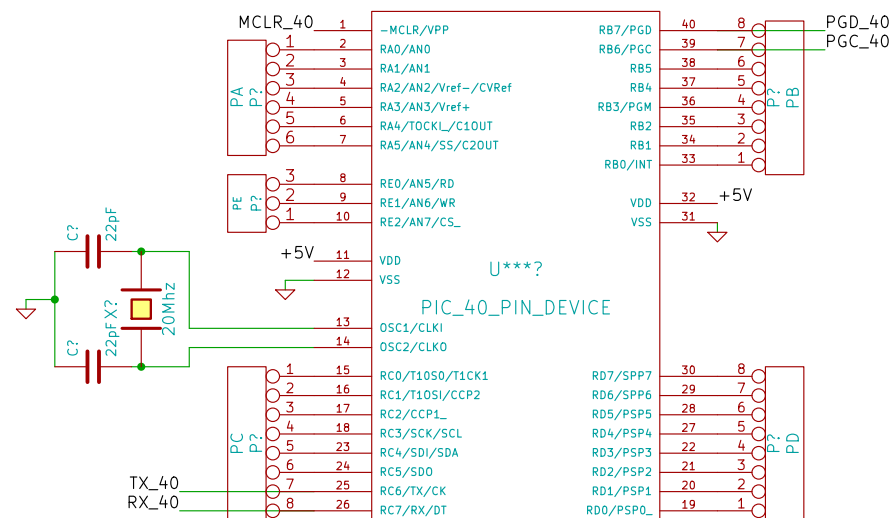 MCLR_40 1 -MCLR/VPP RB7/PGD 40 8 PGD_40
1 2 RA0/AN0 RB6/PGC 39 7 PGC_40
2 3 RA1/AN1 RB5 38 6
3 4 RA2/AN2/Vref-/CVRef RB4 37 5
4 5 RA3/AN3/Vref+ RB3/PGM 36 4
5 6 RA4/TOCKI_/C1OUT RB2 35 3
6 7 RA5/AN4/SS/C2OUT RB1 34 2
RB0/INT 33 1
PA P?
P? PB
3 8 RE0/AN5/RD
2 9 RE1/AN6/WR VDD 32 +5V
1 10 RE2/AN7/CS_ VSS 31
PE P?
+5V 11 VDD
12 VSS
U***?
PIC_40_PIN_DEVICE
C? 22pF
X? 20Mhz
C? 22pF
13 OSC1/CLKI
14 OSC2/CLKO
1 15 RC0/T1OSO/T1CK1 RD7/SPP7 30 8
2 16 RC1/T1OSI/CCP2 RD6/SPP6 29 7
3 17 RC2/CCP1_ RD5/PSP5 28 6
4 18 RC3/SCK/SCL RD4/PSP4 27 5
5 23 RC4/SDI/SDA RD3/PSP3 22 4
6 24 RC5/SDO RD2/PSP2 21 3
TX_40 7 25 RC6/TX/CK RD1/PSP1 20 2
RX_40 8 26 RC7/RX/DT RD0/PSP0_ 19 1
PC P?
P? PD